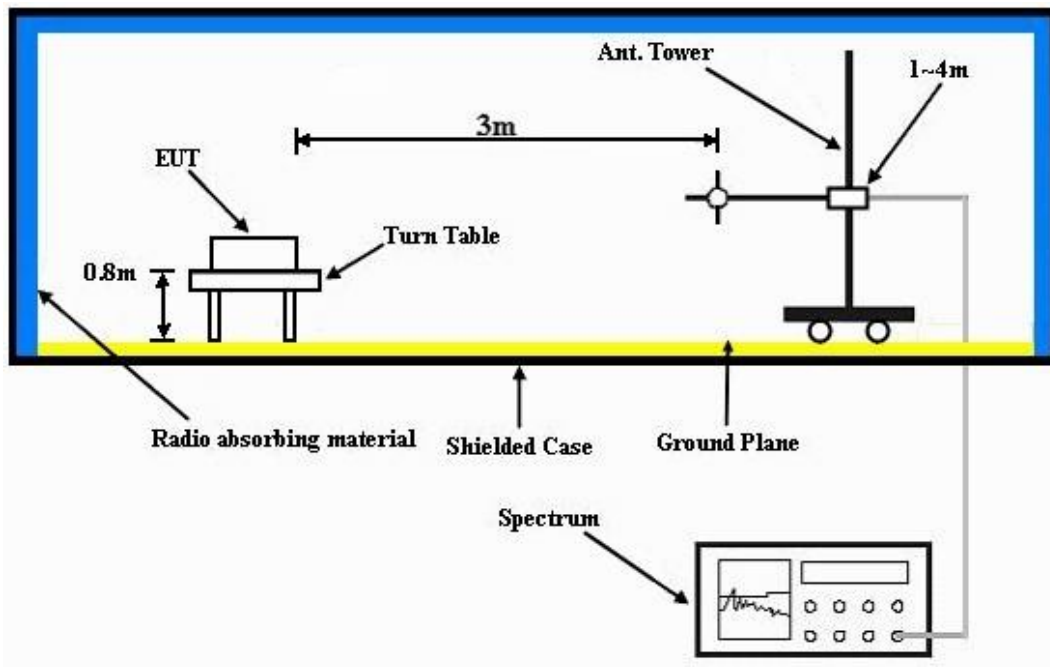 Ant. Tower
1~4m
3m
EUT
Turn Table
0.8m
Radio absorbing material
Shielded Case
Ground Plane
Spectrum